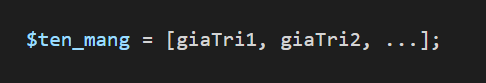 $ten_mang = [giaTri1, giaTri2, ...];